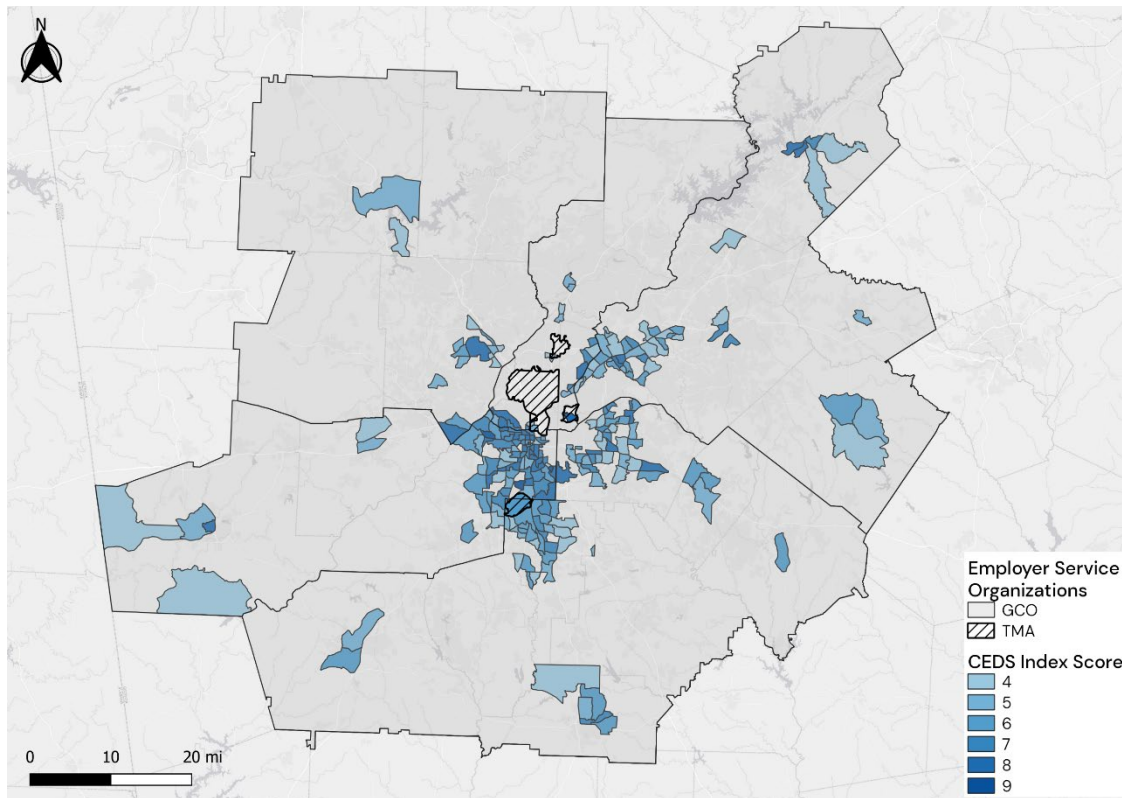 N
Employer Service
Organizations
GCO
TMA
CEDS Index Score
4
5
6
7
8
9
0 10 20 mi